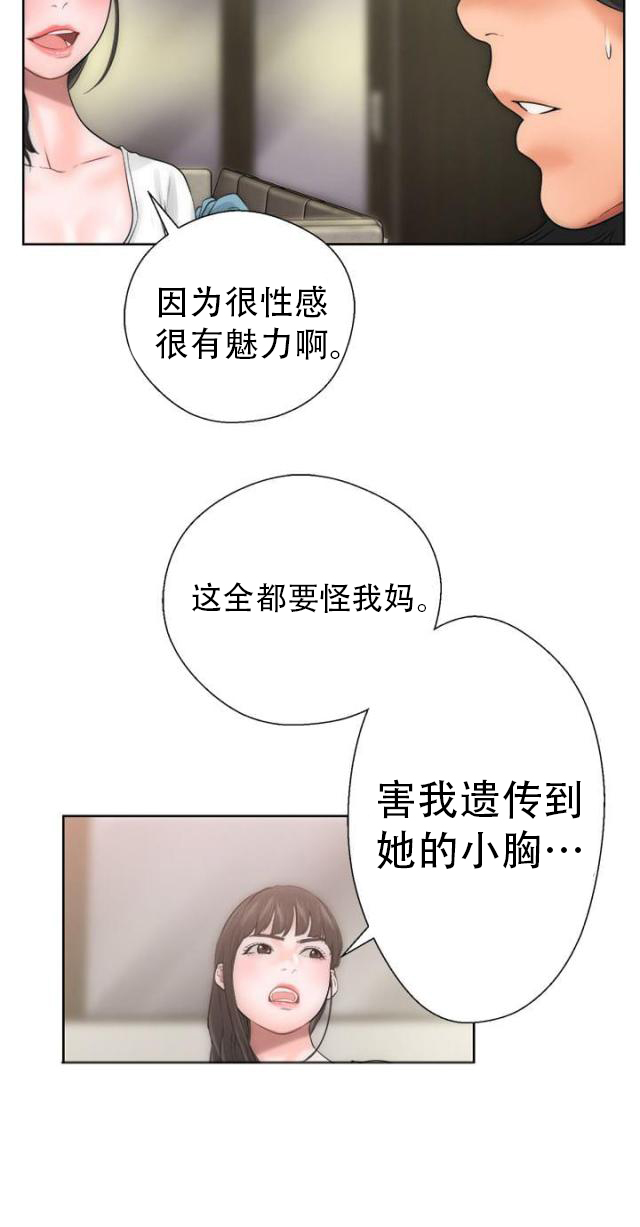 因为很性感
很有魅力啊。
这全都要怪我妈。
害我遗传到
她的小胸…